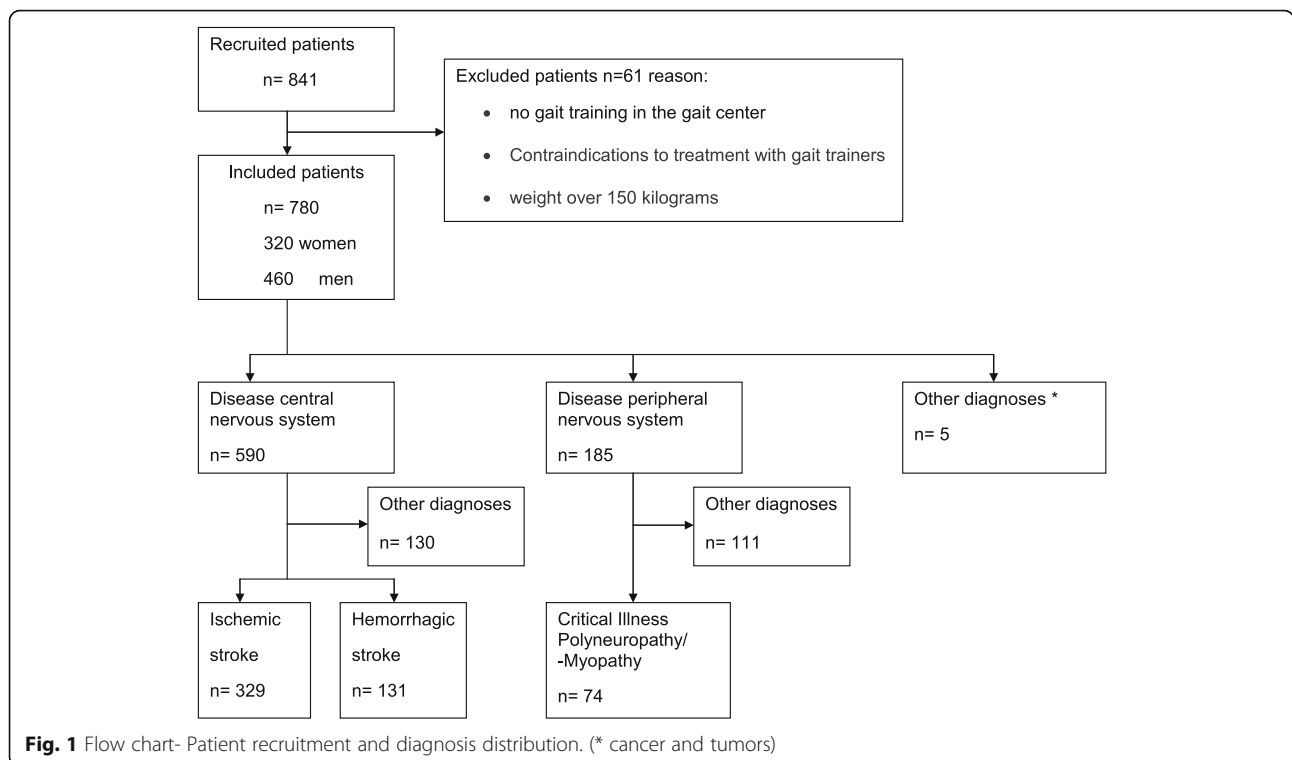 Recruited patients
n= 841
Excluded patients n=61 reason:
• no gait training in the gait center
• Contraindications to treatment with gait trainers
• weight over 150 kilograms
Included patients
n= 780
320 women
460 men
Disease central
nervous system
n= 590
Disease peripheral
nervous system
n= 185
Other diagnoses *
n= 5
Other diagnoses
n= 130
Other diagnoses
n= 111
Ischemic
stroke
n= 329
Hemorrhagic
stroke
n= 131
Critical Illness
Polyneuropathy/
-Myopathy
n= 74
Fig. 1 Flow chart- Patient recruitment and diagnosis distribution. (* cancer and tumors)